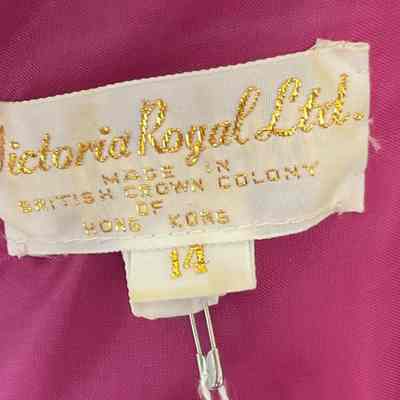 Victoria Royal Ltd.
MADE IN
BRITISH CROWN COLONY
OF
HONG KONG
14